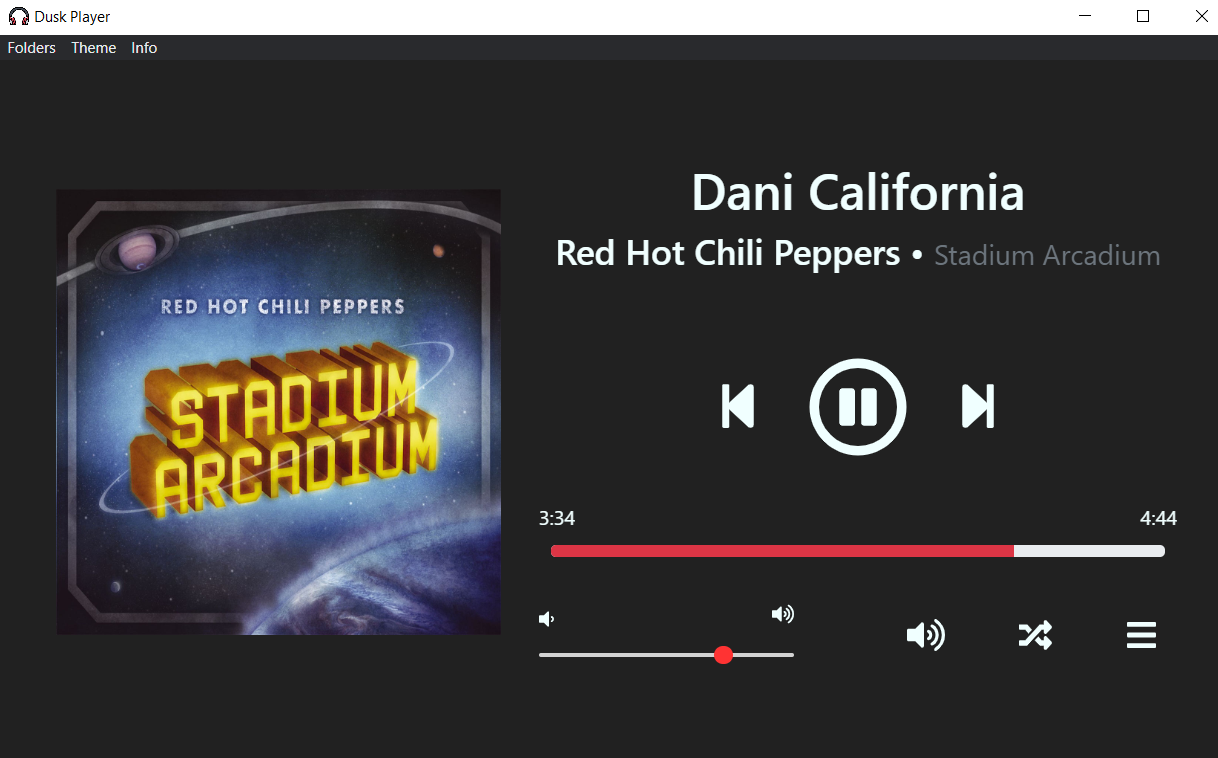 Dusk Player
Folders Theme Info
RED HOT CHILI PEPPERS
STADIUM
ARCADIUM
Dani California
Red Hot Chili Peppers • Stadium Arcadium
3:34 4:44